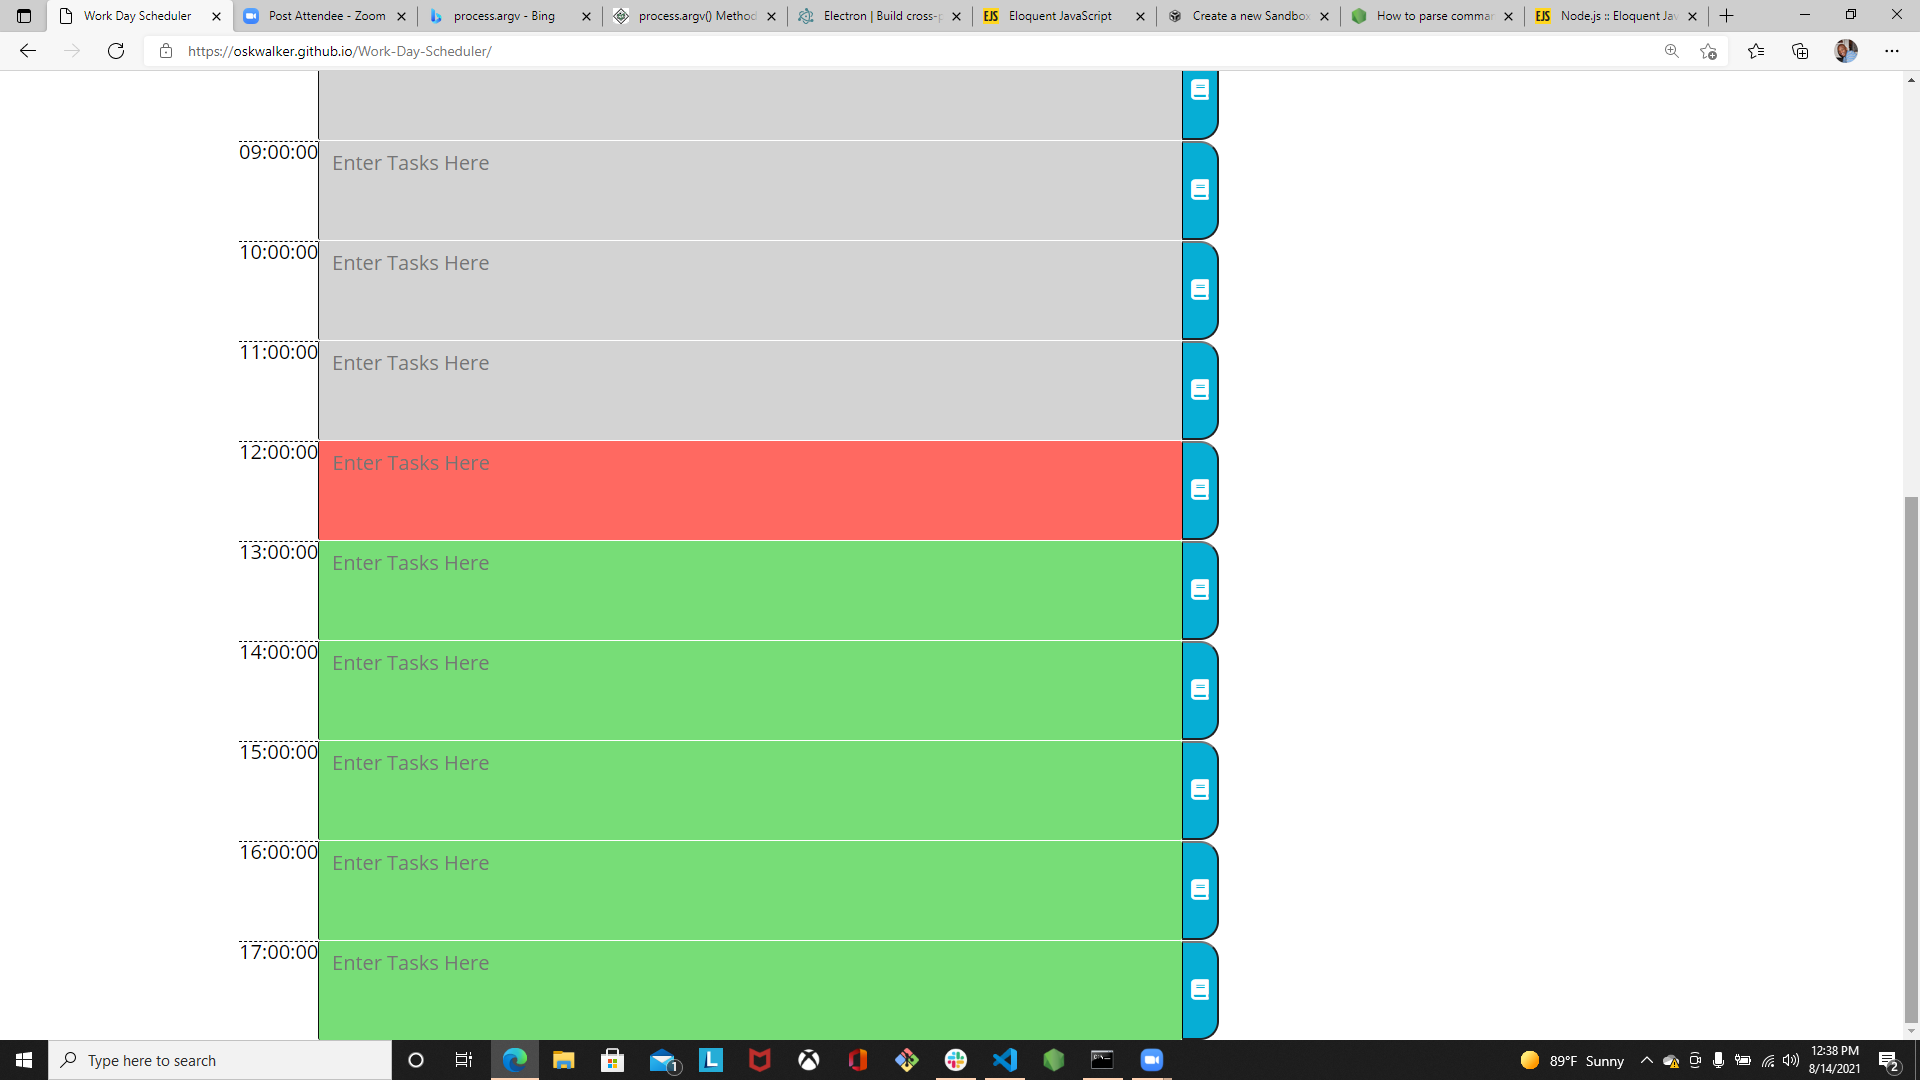 Work Day Scheduler
Post Attendee - Zoom
process.argv - Bing
process.argv() Method
Electron | Build cross-p
Eloquent JavaScript
Create a new Sandbox
How to parse comman
Node.js :: Eloquent Jav
https://oskwalker.github.io/Work-Day-Scheduler/
09:00:00 Enter Tasks Here
10:00:00 Enter Tasks Here
11:00:00 Enter Tasks Here
12:00:00 Enter Tasks Here
13:00:00 Enter Tasks Here
14:00:00 Enter Tasks Here
15:00:00 Enter Tasks Here
16:00:00 Enter Tasks Here
17:00:00 Enter Tasks Here
Type here to search
1
L
89°F Sunny
12:38 PM
8/14/2021
2